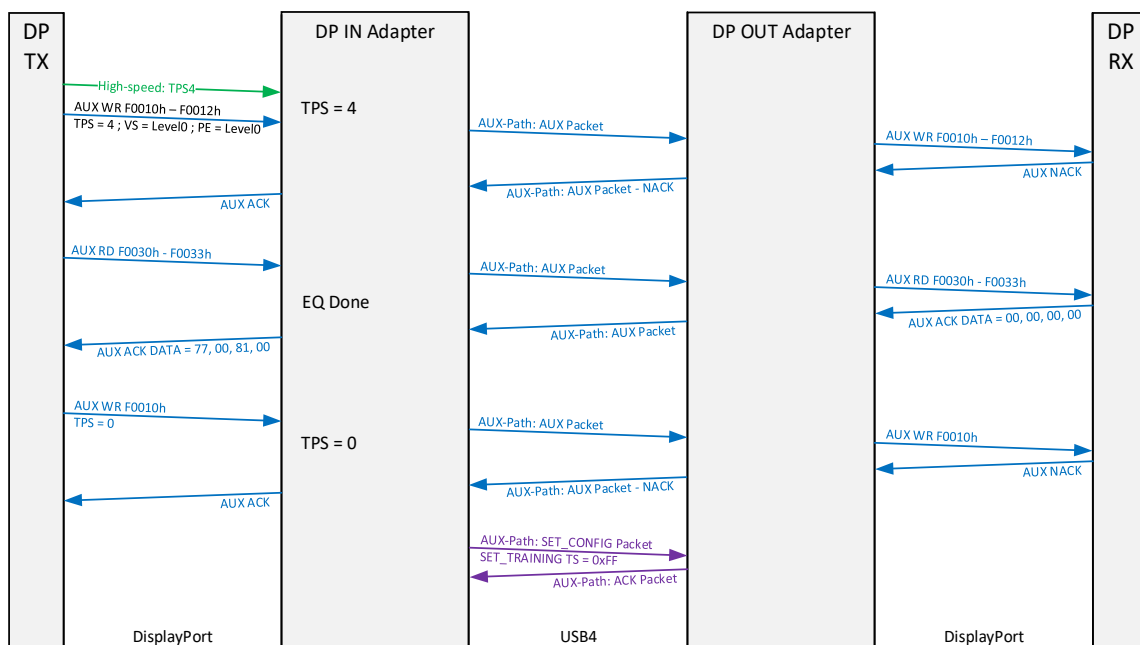 DP
TX
DP IN Adapter
DP OUT Adapter
DP
RX
High-speed: TPS4
TPS = 4
AUX WR F0010h – F0012h
TPS = 4 ; VS = Level0 ; PE = Level0
AUX-Path: AUX Packet
AUX WR F0010h – F0012h
AUX NACK
AUX-Path: AUX Packet - NACK
AUX ACK
AUX RD F0030h - F0033h
AUX-Path: AUX Packet
AUX RD F0030h - F0033h
EQ Done
AUX ACK DATA = 00, 00, 00, 00
AUX-Path: AUX Packet
AUX ACK DATA = 77, 00, 81, 00
AUX WR F0010h
TPS = 0
TPS = 0
AUX-Path: AUX Packet
AUX WR F0010h
AUX NACK
AUX-Path: AUX Packet - NACK
AUX ACK
AUX-Path: SET_CONFIG Packet
SET_TRAINING TS = 0xFF
AUX-Path: ACK Packet
DisplayPort
USB4
DisplayPort